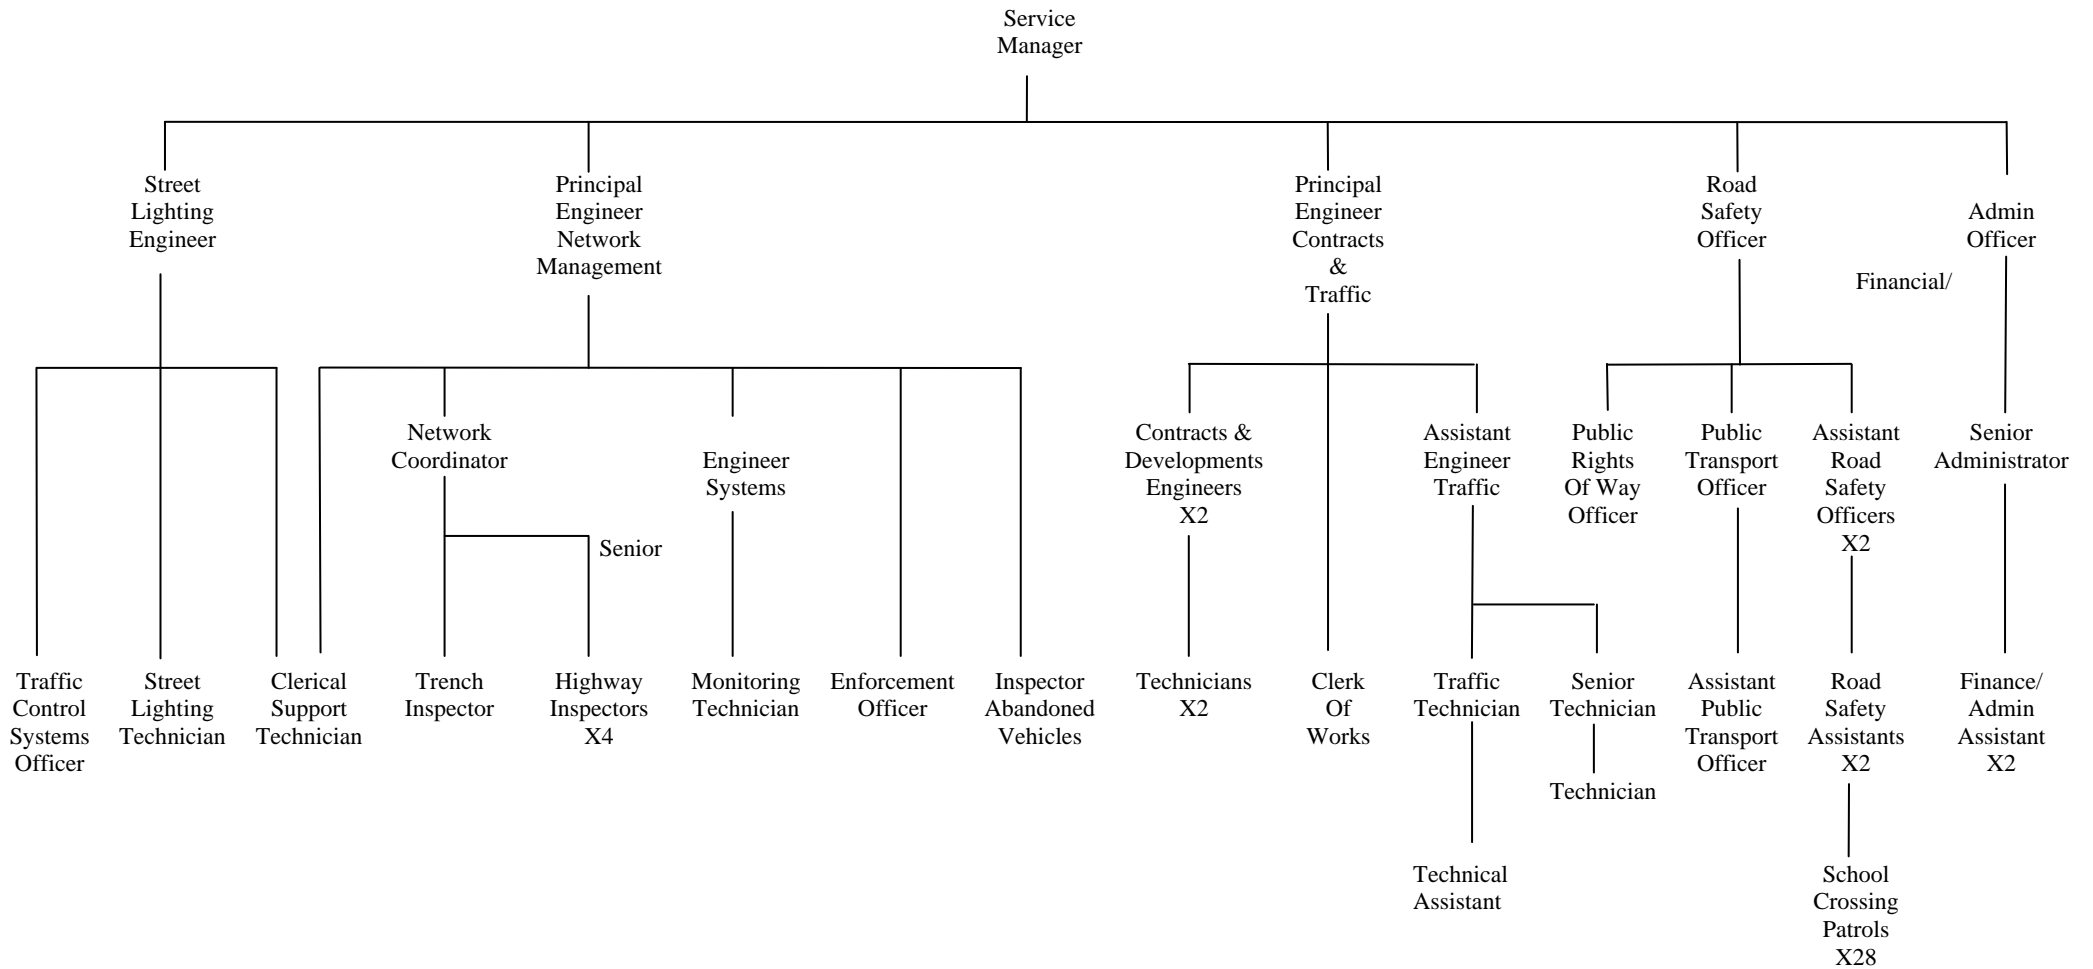 Service
Manager
Street
Lighting
Engineer
Principal
Engineer
Network
Management
Principal
Engineer
Contracts
&
Traffic
Road
Safety
Officer
Admin
Officer
Financial/
Network
Coordinator
Engineer
Systems
Senior
Contracts &
Developments
Engineers
X2
Assistant
Engineer
Traffic
Public
Rights
Of Way
Officer
Public
Transport
Officer
Assistant
Road
Safety
Officers
X2
Senior
Administrator
Traffic
Control
Systems
Officer
Street
Lighting
Technician
Clerical
Support
Technician
Trench
Inspector
Highway
Inspectors
X4
Monitoring
Technician
Enforcement
Officer
Inspector
Abandoned
Vehicles
Technicians
X2
Clerk
Of
Works
Traffic
Technician
Senior
Technician
Assistant
Public
Transport
Officer
Road
Safety
Assistants
X2
Finance/
Admin
Assistant
X2
Technician
Technical
Assistant
School
Crossing
Patrols
X28